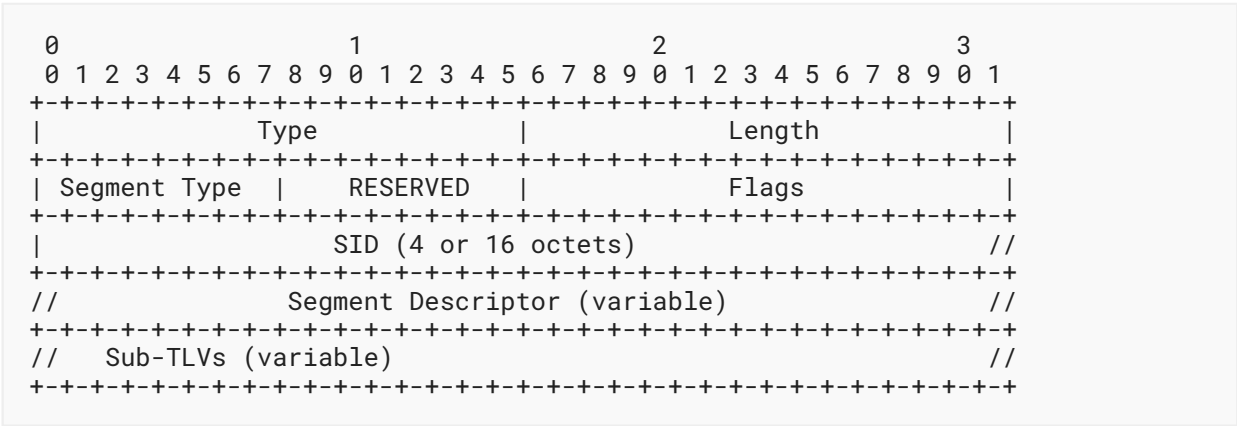 0                   1                   2                   3
 0 1 2 3 4 5 6 7 8 9 0 1 2 3 4 5 6 7 8 9 0 1 2 3 4 5 6 7 8 9 0 1
+-+-+-+-+-+-+-+-+-+-+-+-+-+-+-+-+-+-+-+-+-+-+-+-+-+-+-+-+-+-+-+-+
|              Type             |             Length            |
+-+-+-+-+-+-+-+-+-+-+-+-+-+-+-+-+-+-+-+-+-+-+-+-+-+-+-+-+-+-+-+-+
| Segment Type  |    RESERVED   |             Flags             |
+-+-+-+-+-+-+-+-+-+-+-+-+-+-+-+-+-+-+-+-+-+-+-+-+-+-+-+-+-+-+-+-+
|                   SID (4 or 16 octets)                       //
+-+-+-+-+-+-+-+-+-+-+-+-+-+-+-+-+-+-+-+-+-+-+-+-+-+-+-+-+-+-+-+-+
//               Segment Descriptor (variable)                 //
+-+-+-+-+-+-+-+-+-+-+-+-+-+-+-+-+-+-+-+-+-+-+-+-+-+-+-+-+-+-+-+-+
//   Sub-TLVs (variable)                                       //
+-+-+-+-+-+-+-+-+-+-+-+-+-+-+-+-+-+-+-+-+-+-+-+-+-+-+-+-+-+-+-+-+